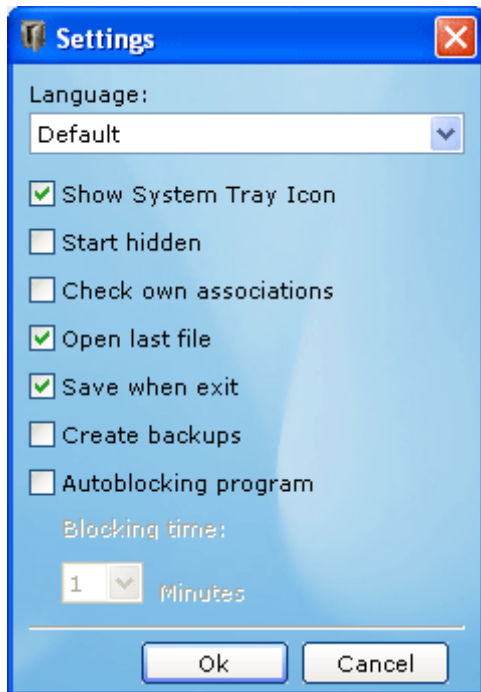 Settings
Language:
Default
Show System Tray Icon
Start hidden
Check own associations
Open last file
Save when exit
Create backups
Autoblocking program
Blocking time:
1 Minutes
Ok Cancel